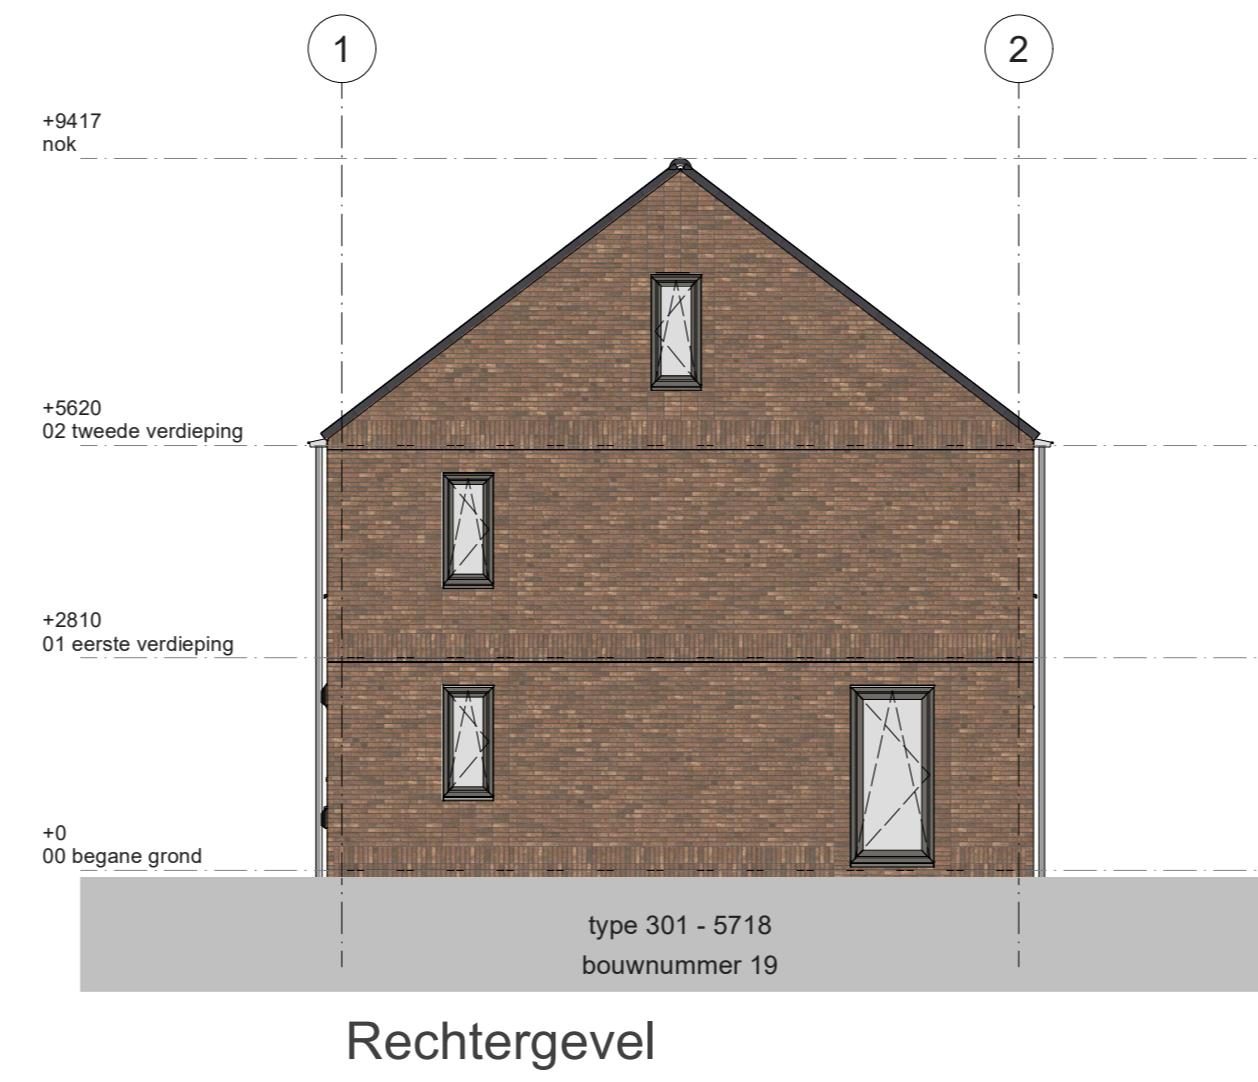 1
2
+9417
nok
+5620
02 tweede verdieping
+2810
01 eerste verdieping
+0
00 begane grond
type 301 - 5718
bouwnummer 19
Rechtergevel